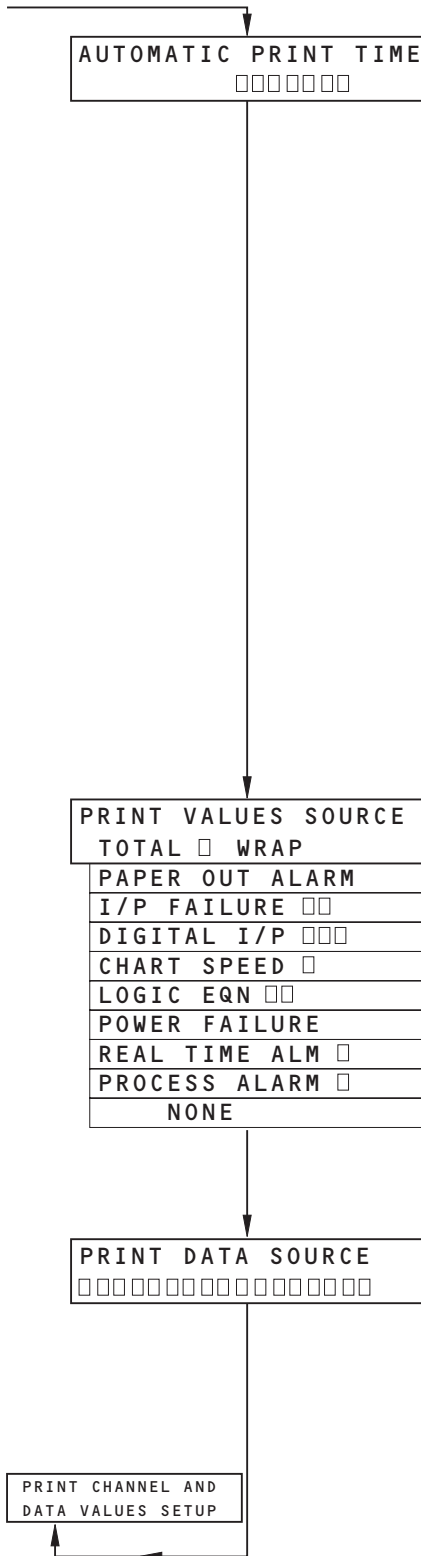 AUTOMATIC PRINT TIME
□□□□□□□
PRINT VALUES SOURCE
TOTAL □ WRAP
PAPER OUT ALARM
I/P FAILURE □□
DIGITAL I/P □□□
CHART SPEED □
LOGIC EQN □□
POWER FAILURE
REAL TIME ALM □
PROCESS ALARM □
NONE
PRINT DATA SOURCE
□□□□□□□□□□□□□□□□□
PRINT CHANNEL AND
DATA VALUES SETUP